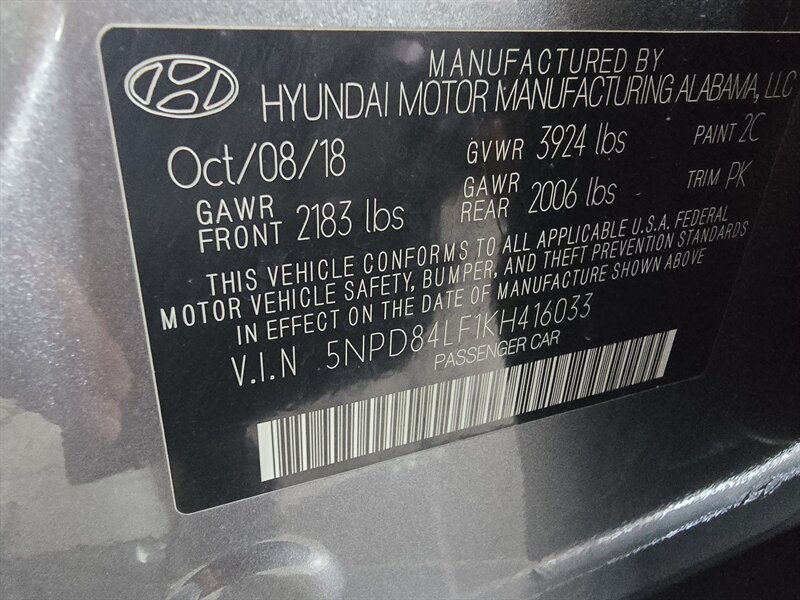 MANUFACTURED BY
HYUNDAI MOTOR MANUFACTURING ALABAMA, LLC
Oct/08/18 GVWR 3924 lbs PAINT 2C
GAWR FRONT 2183 lbs GAWR REAR 2006 lbs TRIM PK
THIS VEHICLE CONFORMS TO ALL APPLICABLE U.S.A. FEDERAL
MOTOR VEHICLE SAFETY, BUMPER, AND THEFT PREVENTION STANDARDS
IN EFFECT ON THE DATE OF MANUFACTURE SHOWN ABOVE
V.I.N 5NPD84LF1KH416033
PASSENGER CAR